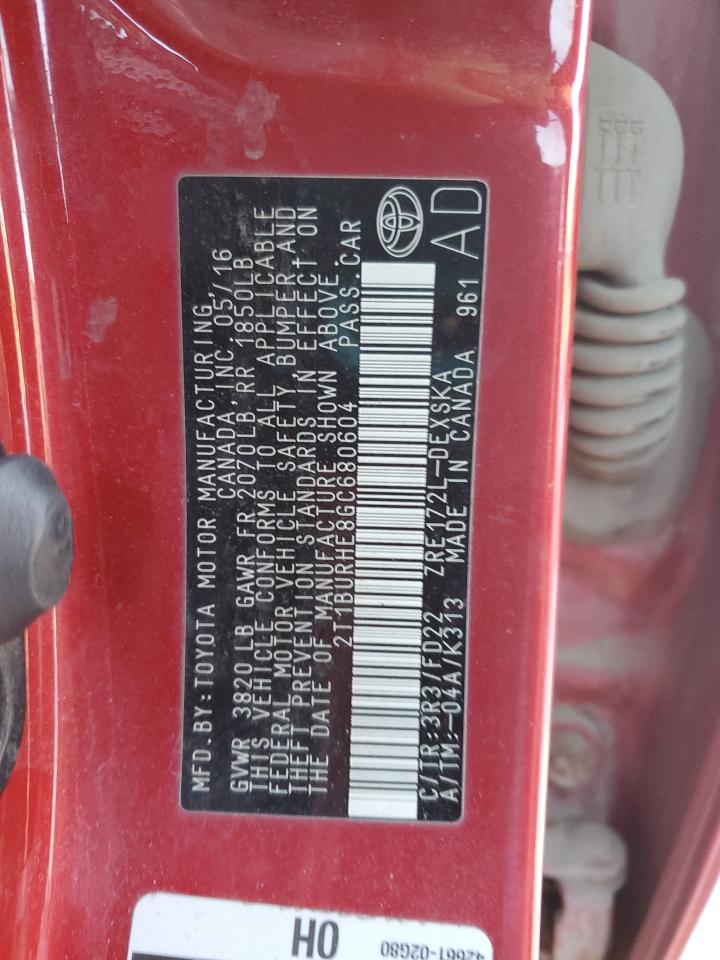 MFD.BY:TOYOTA MOTOR MANUFACTURING
CANADA, INC. 05/16
GVWR 3820 LB GAWR FR 2070LB, RR 1850LB
THIS VEHICLE CONFORMS TO ALL APPLICABLE
FEDERAL MOTOR VEHICLE SAFETY, BUMPER AND
THEFT PREVENTION STANDARDS IN EFFECT ON
THE DATE OF MANUFACTURE SHOWN ABOVE.
2T1BURHE8GC680604 PASS.CAR
C/TR:3R3/FD22 ZRE172L-DEXSKA
A/TM:-04A/K313 MADE IN CANADA 961
AD
OH
42661-02G80